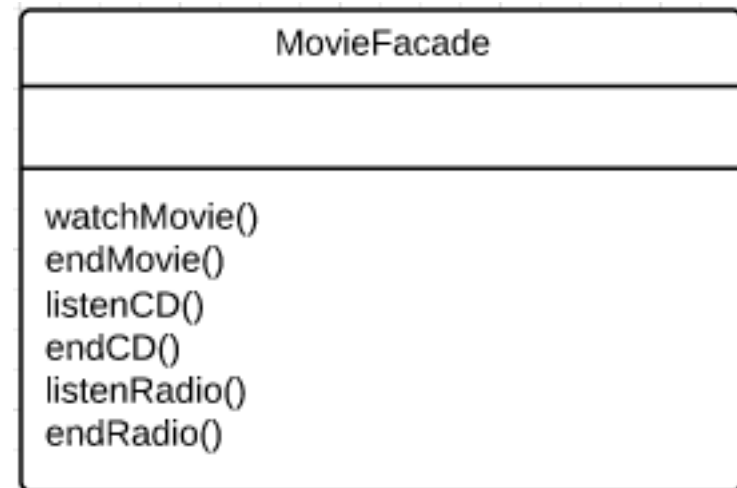 MovieFacade
watchMovie()
endMovie()
listenCD()
endCD()
listenRadio()
endRadio()